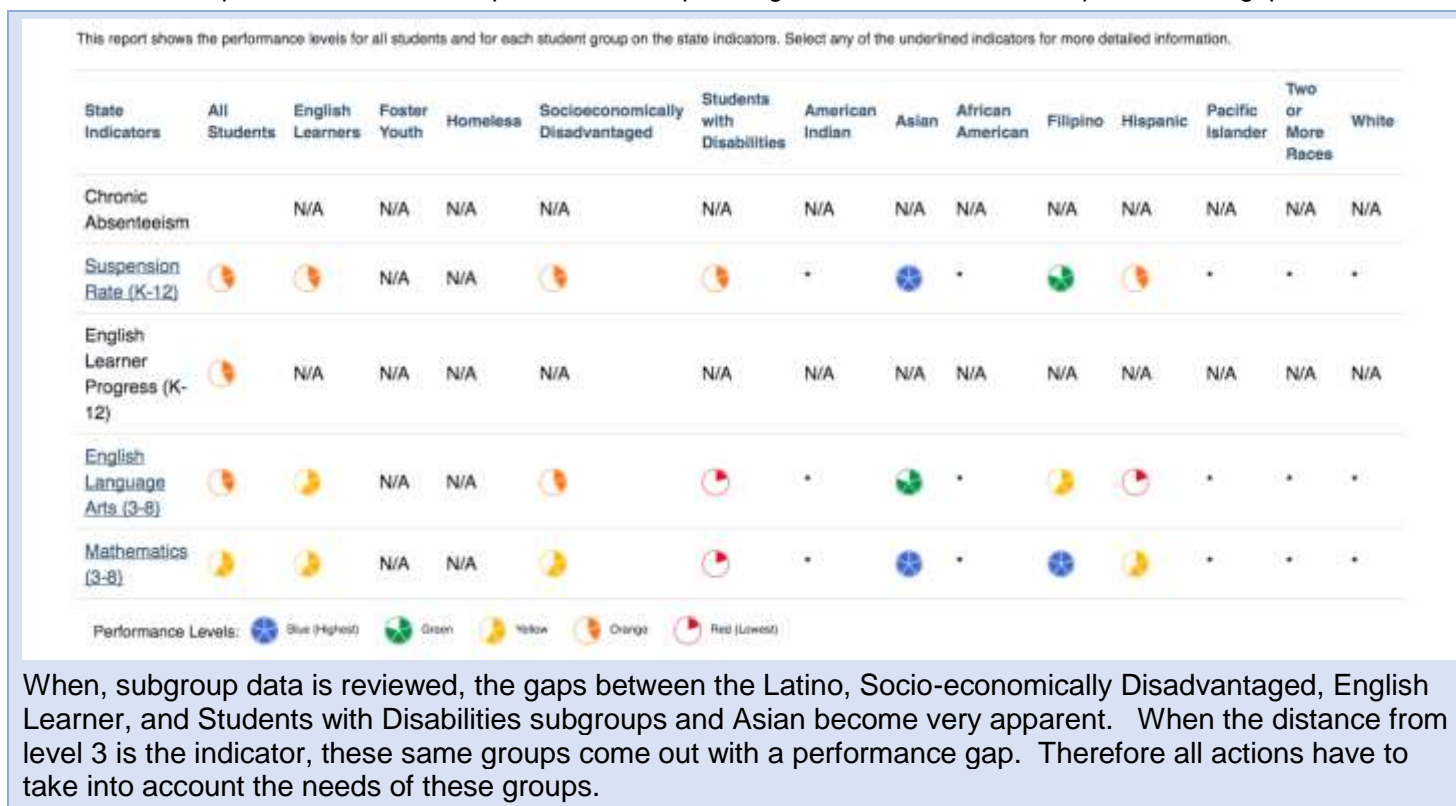 This report shows the performance levels for all students and for each student group on the state indicators. Select any of the underlined indicators for more detailed information.
State Indicators All Students English Learners Foster Youth Homeless Socioeconomically Disadvantaged Students with Disabilities American Indian Asian African American Filipino Hispanic Pacific Islander Two or More Races White
Chronic Absenteeism N/A N/A N/A N/A N/A N/A N/A N/A N/A N/A N/A N/A N/A
Suspension Rate (K-12) N/A N/A * * * * *
English Learner Progress (K-12) N/A N/A N/A N/A N/A N/A N/A N/A N/A N/A N/A N/A N/A
English Language Arts (3-8) N/A N/A * * * * *
Mathematics (3-8) N/A N/A * * * * *
Performance Levels: Blue (Highest) Green Yellow Orange Red (Lowest)
When, subgroup data is reviewed, the gaps between the Latino, Socio-economically Disadvantaged, English
Learner, and Students with Disabilities subgroups and Asian become very apparent. When the distance from
level 3 is the indicator, these same groups come out with a performance gap. Therefore all actions have to
take into account the needs of these groups.